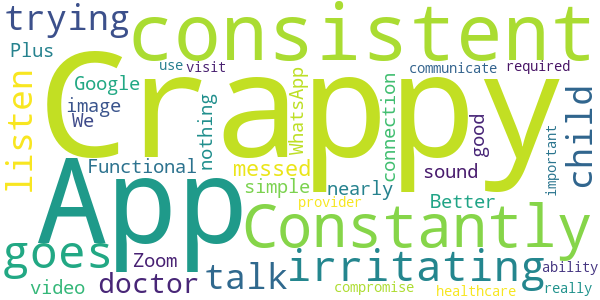 trying
consistent
Plus
use
visit
communicate
required
Crappy
Google
image
We
WhatsApp
connection
child
listen
nothing
good
important
Functional
messed
sound
App
simple
nearly
Better
provider
Constantly
goes
irritating
Zoom
doctor
talk
ability
video
compromise
healthcare
really